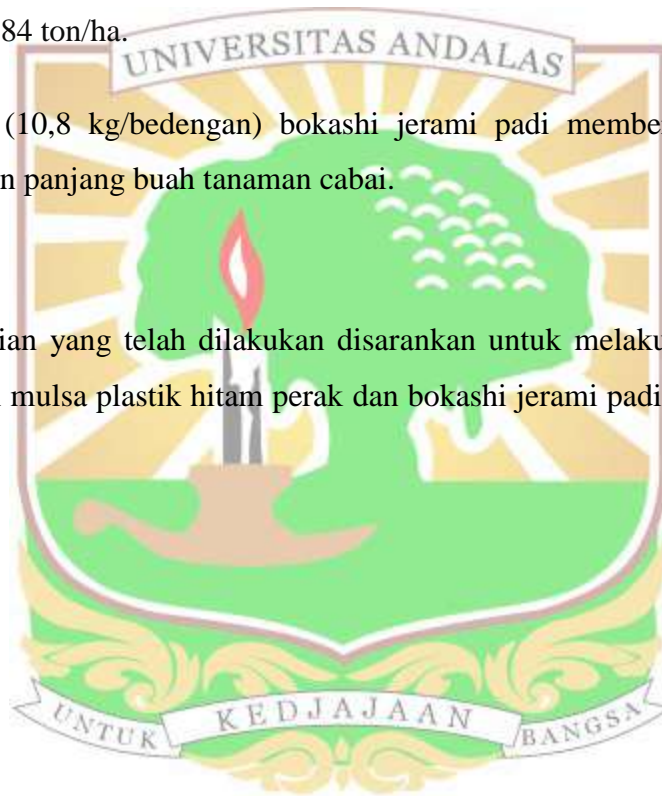 84 ton/ha.
UNIVERSITAS ANDALAS
(10,8 kg/bedengan) bokashi jerami padi member
n panjang buah tanaman cabai.
ian yang telah dilakukan disarankan untuk melaku
mulsa plastik hitam perak dan bokashi jerami padi
UNTUK KEDJAJAAN BANGSA